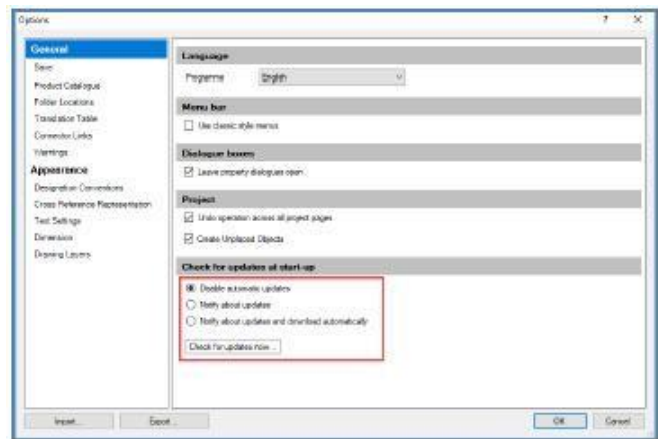 Options
? ×
General
Save
Product Catalogue
Folder Locations
Translation Table
Connector Links
Warnings
Appearance
Designation Conventions
Cross Reference Representation
Text Settings
Dimension
Drawing Layers
Language
Programme English
Menu bar
Use classic style menus
Dialogue boxes
Leave property dialogues open
Project
Undo operation across all project pages
Create Unplaced Objects
Check for updates at start-up
Disable automatic updates
Notify about updates
Notify about updates and download automatically
Check for updates now ...
Import... Export... OK Cancel